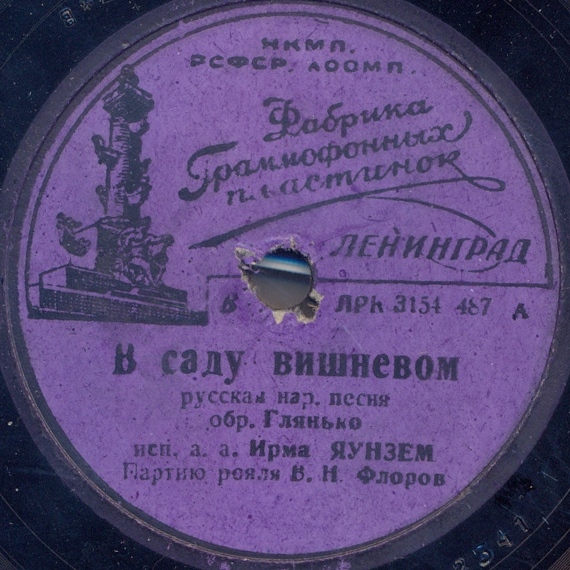 НКМП.
РСФСР. ЛООМП.
Фабрика
Граммофонных
пластинок
ЛЕНИНГРАД
В ЛРК 3154 487 А
В саду вишневом
русская нар. песня
обр. Глянько
исп. а. а. Ирма ЯУНЗЕМ
Партию рояля В. Н. Флоров
2341